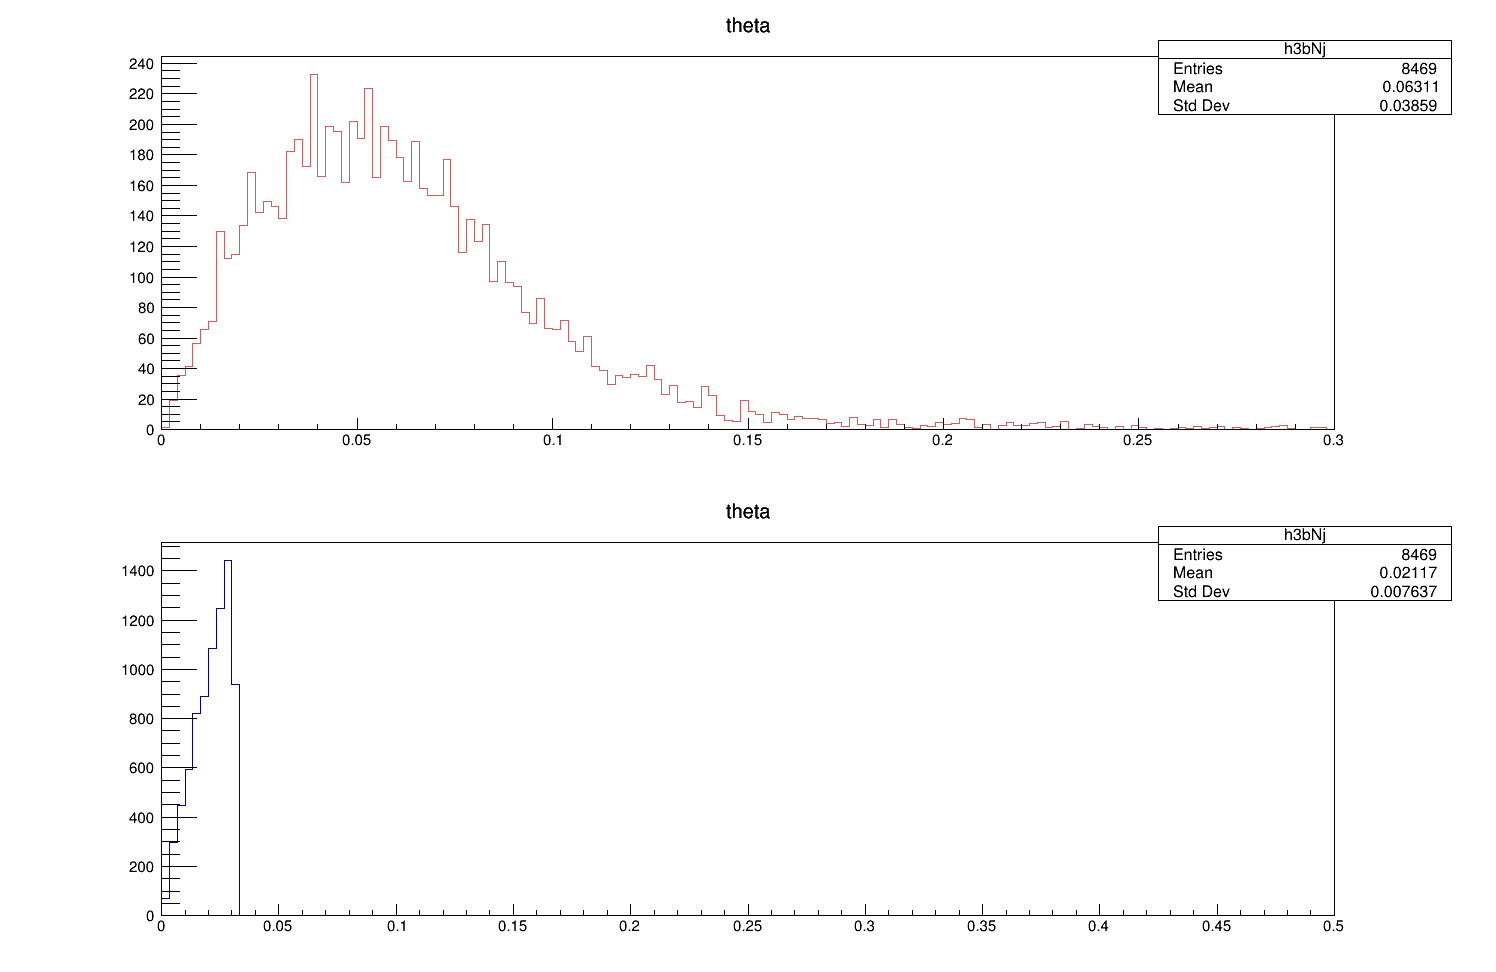 theta
h3bNj
Entries 8469
Mean 0.06311
Std Dev 0.03859
240
220
200
180
160
140
120
100
80
60
40
20
0
0 0.05 0.1 0.15 0.2 0.25 0.3
theta
h3bNj
Entries 8469
Mean 0.02117
Std Dev 0.007637
1400
1200
1000
800
600
400
200
0
0 0.05 0.1 0.15 0.2 0.25 0.3 0.35 0.4 0.45 0.5